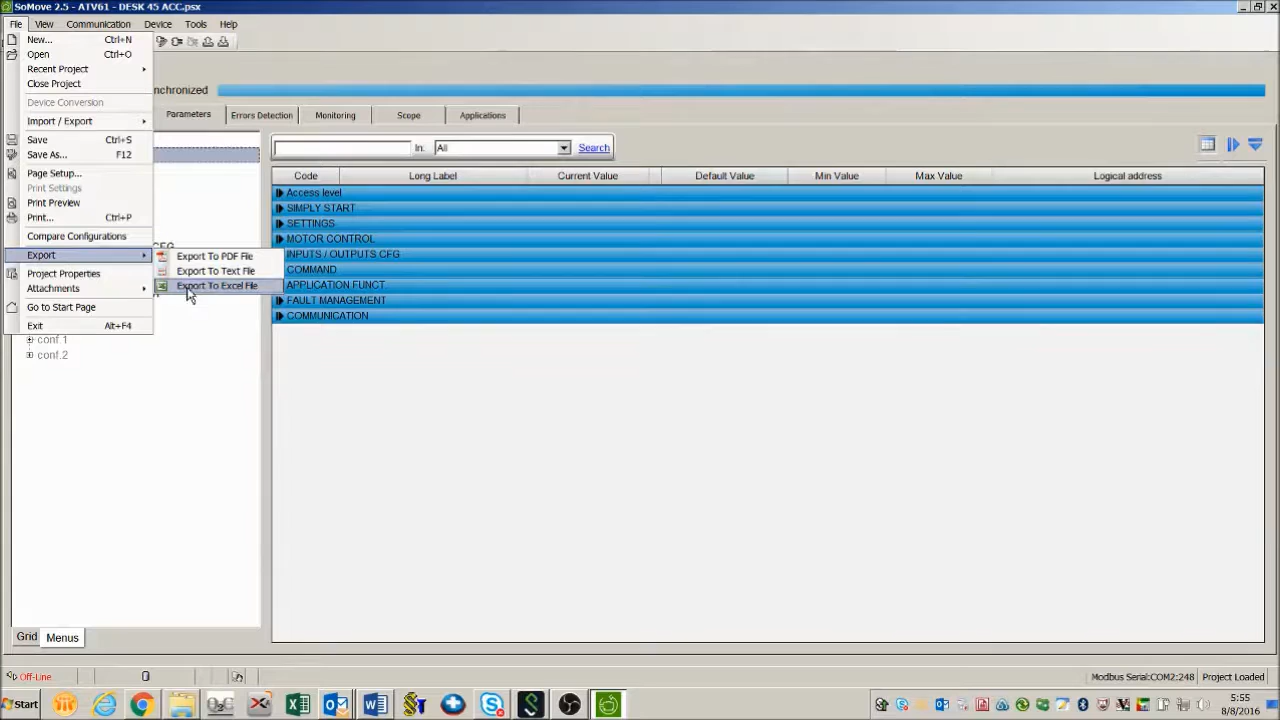 SoMove 2.5 - ATV61 - DESK 45 ACC.psx
File View Communication Device Tools Help
New... Ctrl+N
Open Ctrl+O
Recent Project
Close Project
Device Conversion
Import / Export
Save Ctrl+S
Save As... F12
Page Setup...
Print Settings
Print Preview
Print... Ctrl+P
Compare Configurations
Export
Project Properties
Attachments
Go to Start Page
Exit Alt+F4
Export To PDF File
Export To Text File
Export To Excel File
nchronized
Parameters Errors Detection Monitoring Scope Applications
In: All Search
Code Long Label Current Value Default Value Min Value Max Value Logical address
Access level
SIMPLY START
SETTINGS
MOTOR CONTROL
INPUTS / OUTPUTS CFG
COMMAND
APPLICATION FUNCT
FAULT MANAGEMENT
COMMUNICATION
CFG
conf.1
conf.2
Grid Menus
Off-Line Modbus Serial:COM2:248 Project Loaded
Start 5:55
8/8/2016